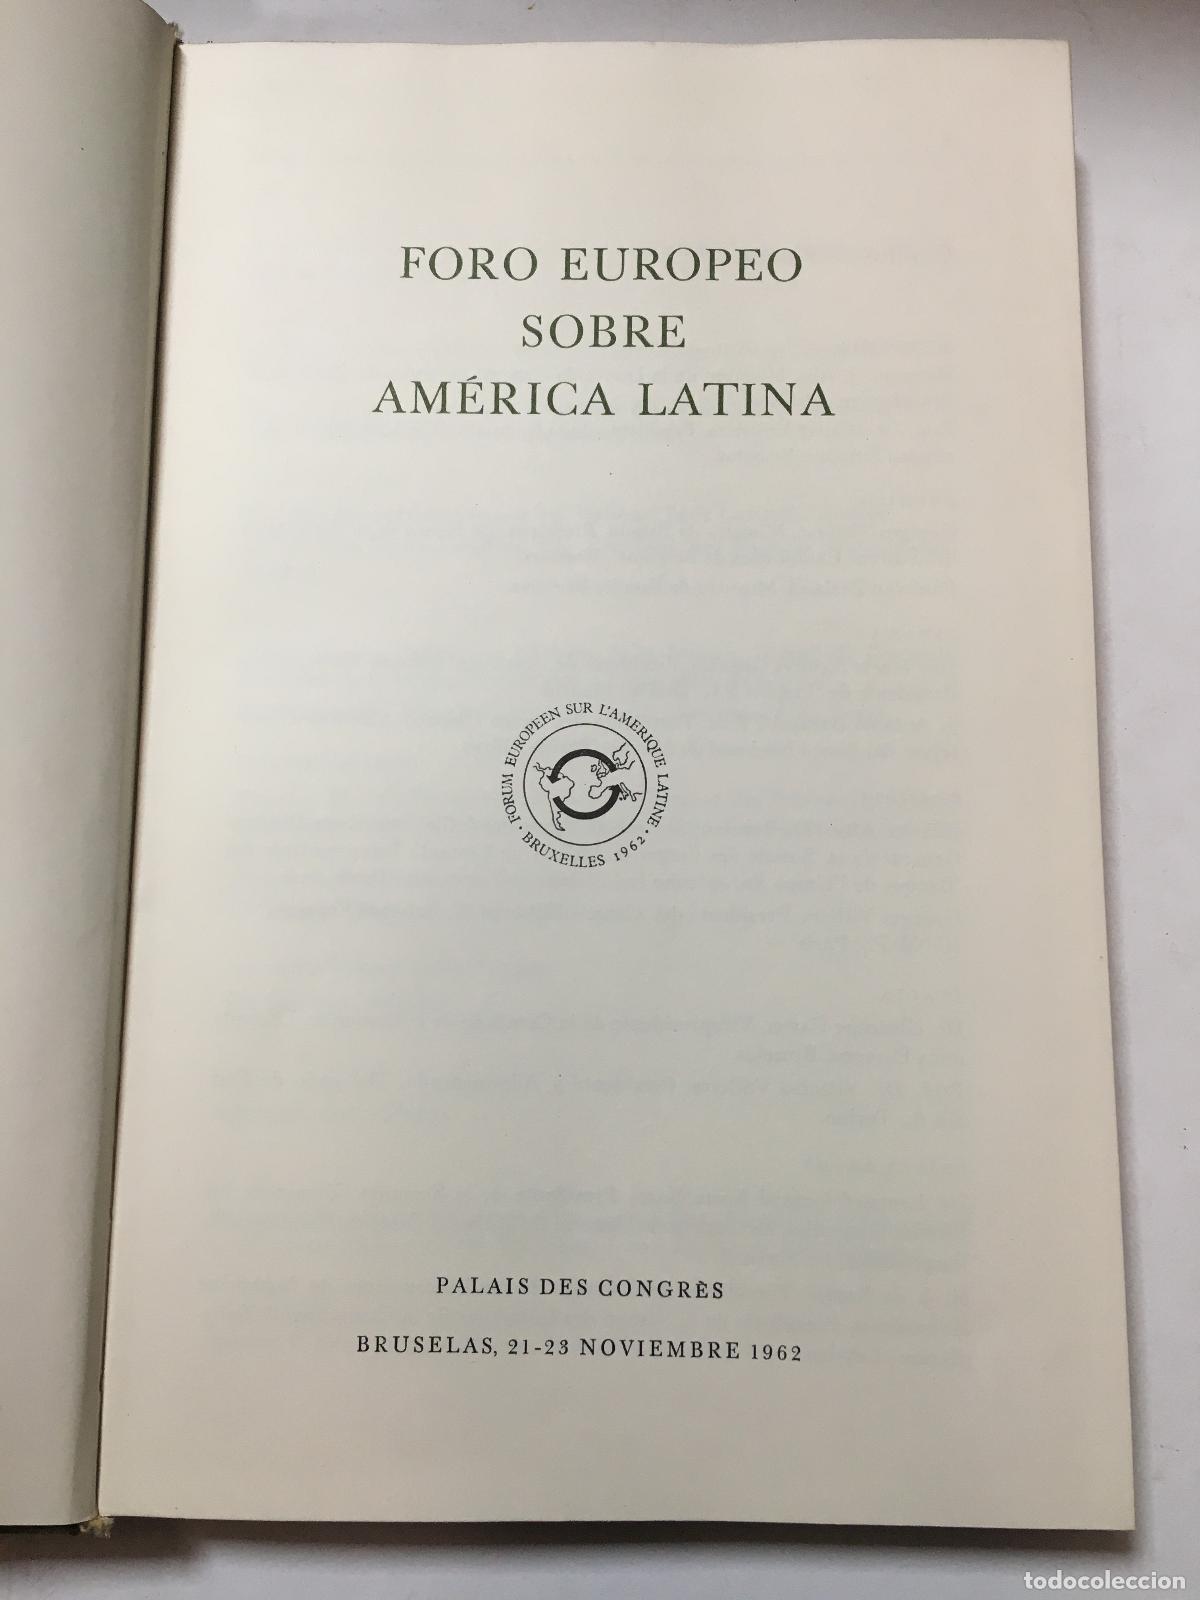 FORO EUROPEO
SOBRE
AMÉRICA LATINA
FORUM EUROPEEN SUR L'AMERIQUE LATINE
· BRUXELLES 1962 ·
PALAIS DES CONGRÈS
BRUSELAS, 21-23 NOVIEMBRE 1962
todocoleccion